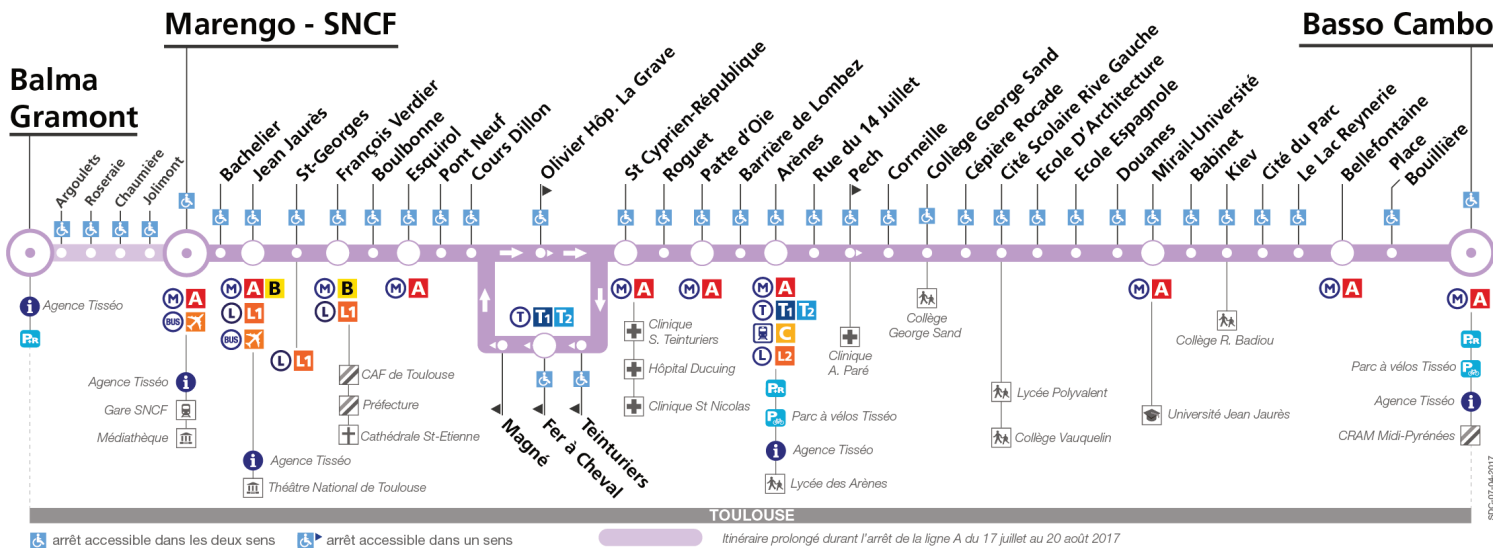 Marengo - SNCF
Basso Cambo
Balma
Gramont
Argoulets
Roseraie
Chaumière
Jolimont
Bachelier
Jean Jaurès
St-Georges
François Verdier
Boulbonne
Esquirol
Pont Neuf
Cours Dillon
Olivier Hôp. La Grave
St Cyprien-République
Roguet
Patte d'Oie
Barrière de Lombez
Arènes
Rue du 14 Juillet
Pech
Corneille
Collège George Sand
Cépière Rocade
Cité Scolaire Rive Gauche
Ecole D'Architecture
Ecole Espagnole
Douanes
Mirail-Université
Babinet
Kiev
Cité du Parc
Le Lac Reynerie
Bellefontaine
Place
Bouillière
i Agence Tisséo
P+R
M A
BUS
Agence Tisséo i
Gare SNCF
Médiathèque
M A B
L L1
BUS
i Agence Tisséo
Théâtre National de Toulouse
L L1
M B
L L1
CAF de Toulouse
Préfecture
Cathédrale St-Etienne
M A
T T1 T2
Magné
Fer à Cheval
Teinturiers
M A
Clinique
S. Teinturiers
Hôpital Ducuing
Clinique St Nicolas
M A
M A
T T1 T2
C
L L2
P+R
P Parc à vélos Tisséo
i Agence Tisséo
Lycée des Arènes
Clinique
A. Paré
Collège
George Sand
Lycée Polyvalent
Collège Vauquelin
M A
Université Jean Jaurès
Collège R. Badiou
M A
M A
P+R
Parc à vélos Tisséo P
Agence Tisséo i
CRAM Midi-Pyrénées
SDC-07-04-2017
TOULOUSE
arrêt accessible dans les deux sens
arrêt accessible dans un sens
Itinéraire prolongé durant l'arrêt de la ligne A du 17 juillet au 20 août 2017